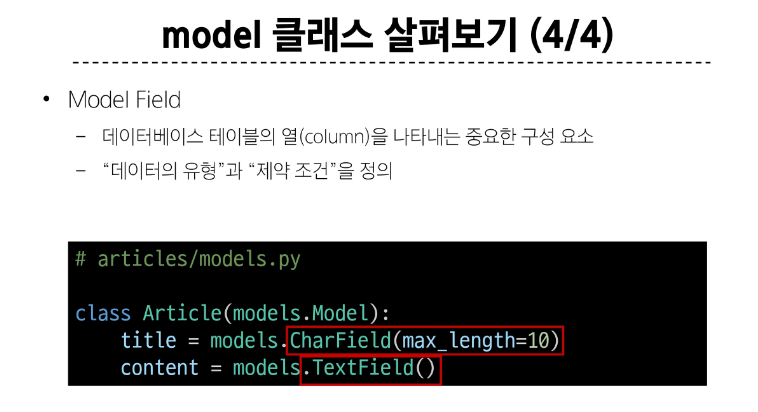 model 클래스 살펴보기 (4/4)
• Model Field
– 데이터베이스 테이블의 열(column)을 나타내는 중요한 구성 요소
– “데이터의 유형”과 “제약 조건”을 정의
# articles/models.py
class Article(models.Model):
title = models.CharField(max_length=10)
content = models.TextField()